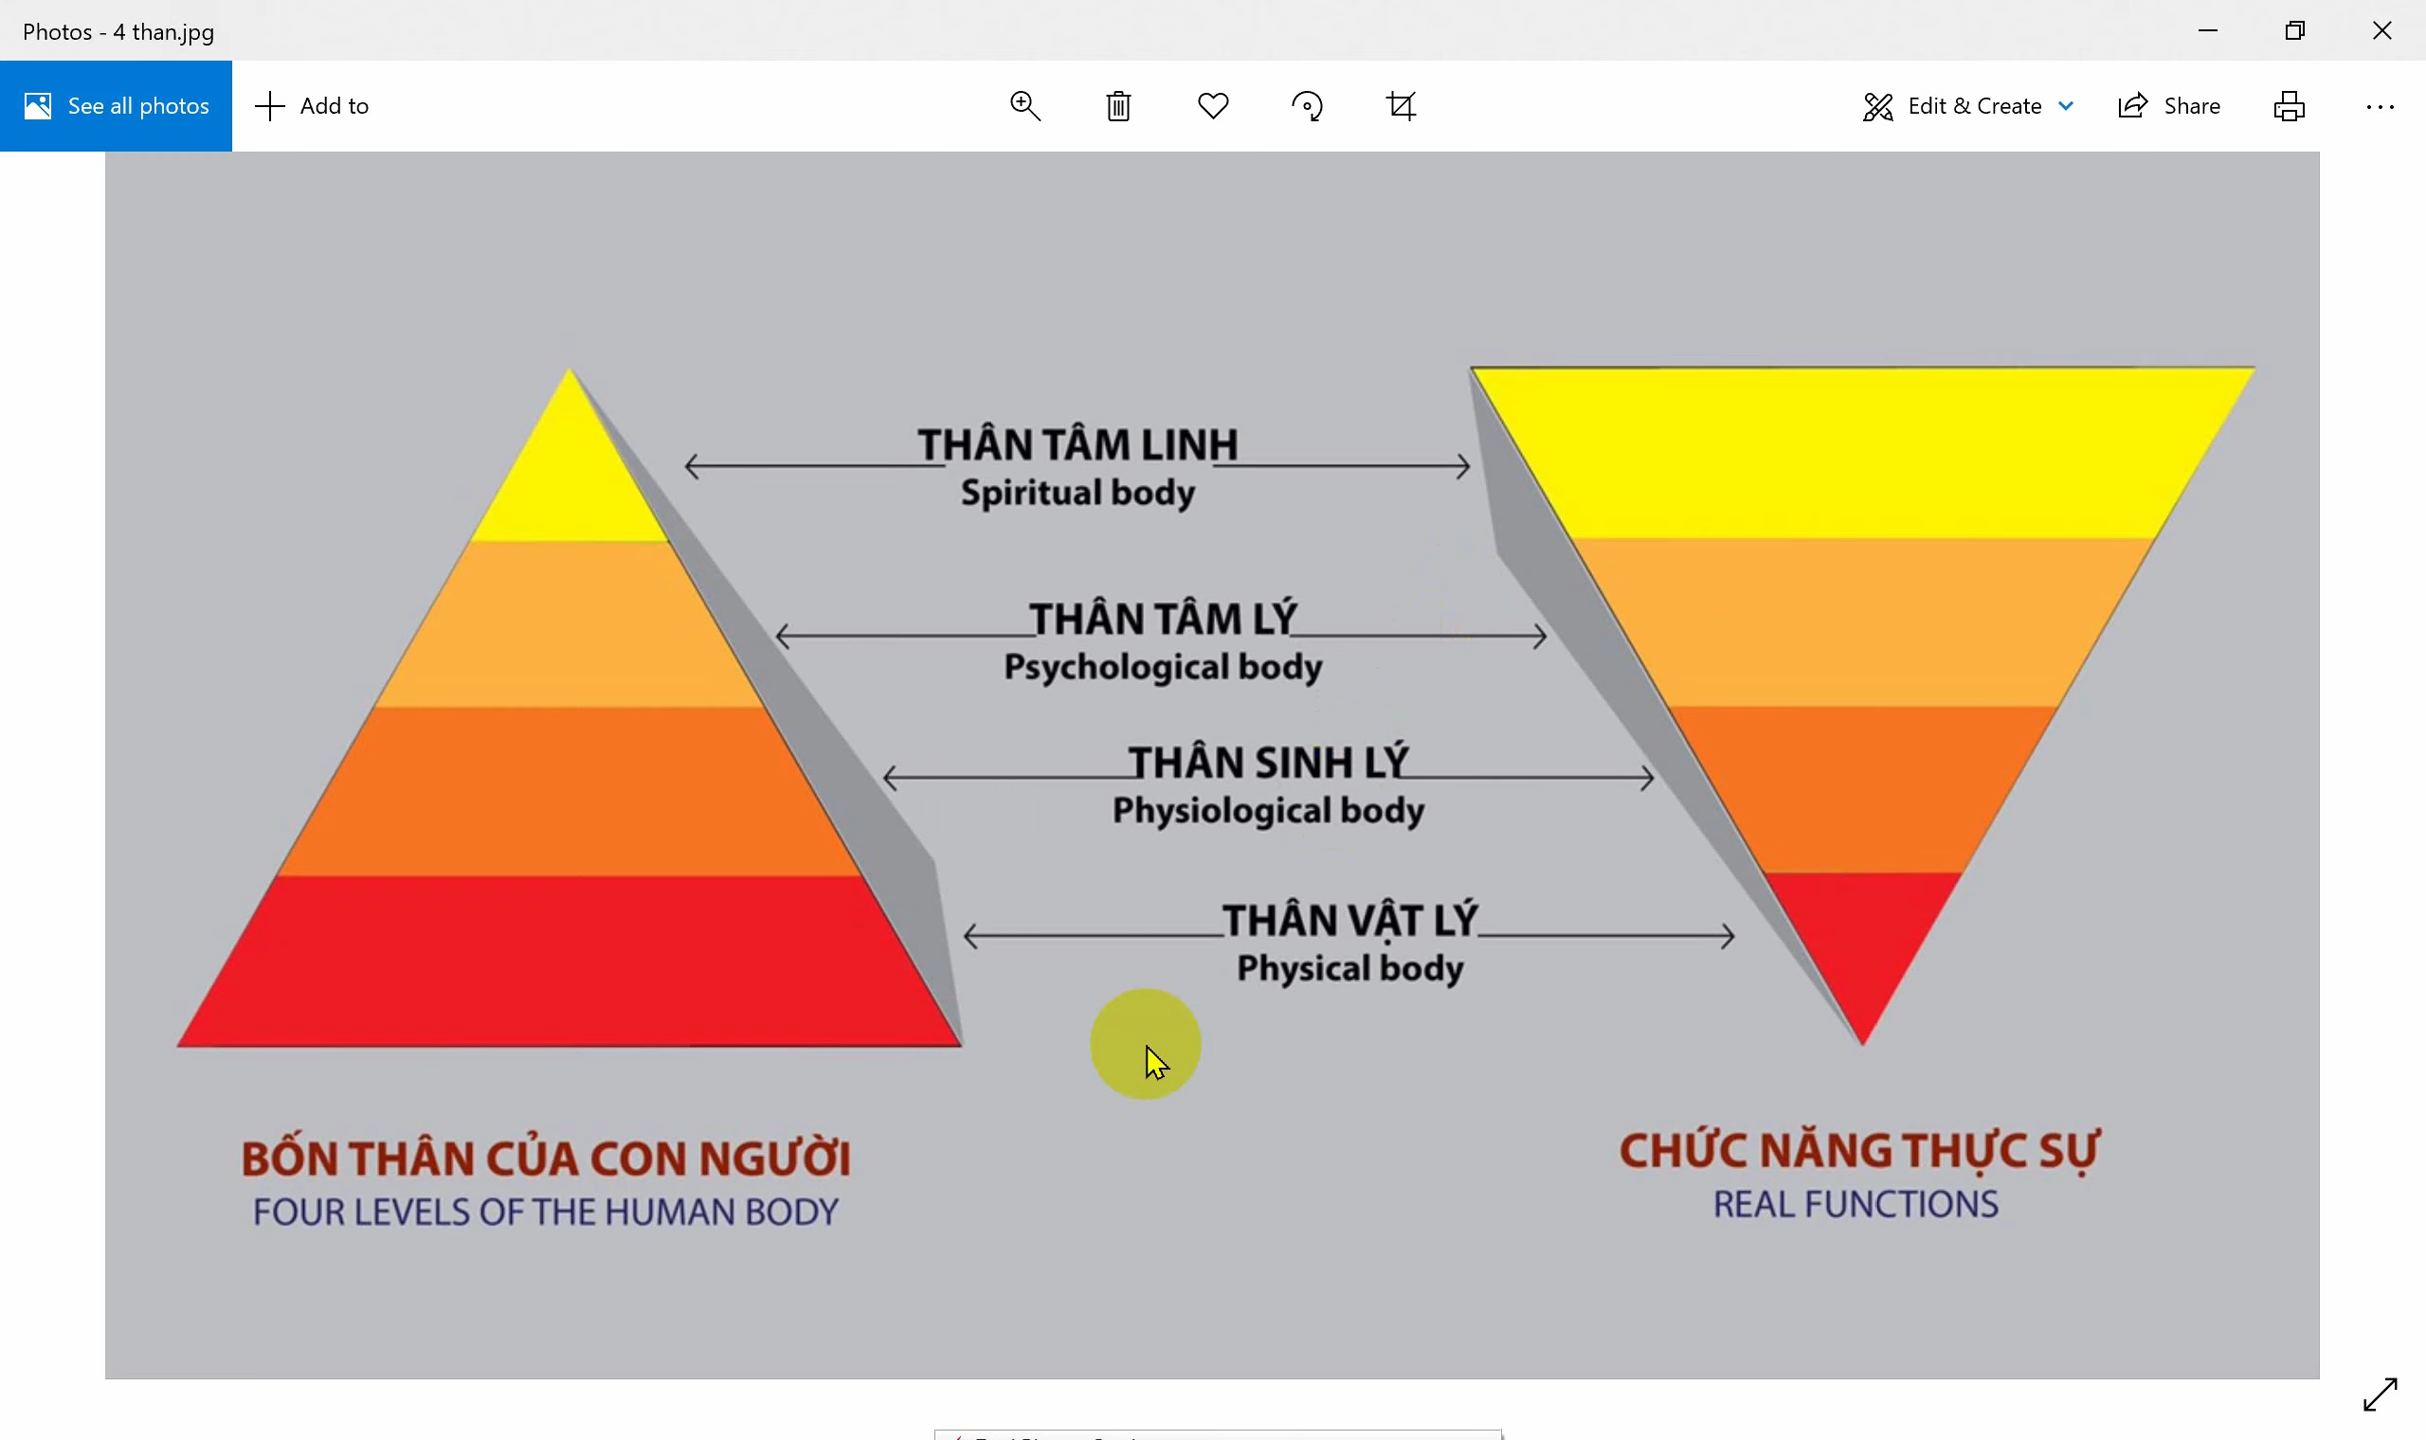 Photos - 4 than.jpg
See all photos
Add to
Edit & Create
Share
THÂN TÂM LINH
Spiritual body
THÂN TÂM LÝ
Psychological body
THÂN SINH LÝ
Physiological body
THÂN VẬT LÝ
Physical body
BỐN THÂN CỦA CON NGƯỜI
FOUR LEVELS OF THE HUMAN BODY
CHỨC NĂNG THỰC SỰ
REAL FUNCTIONS